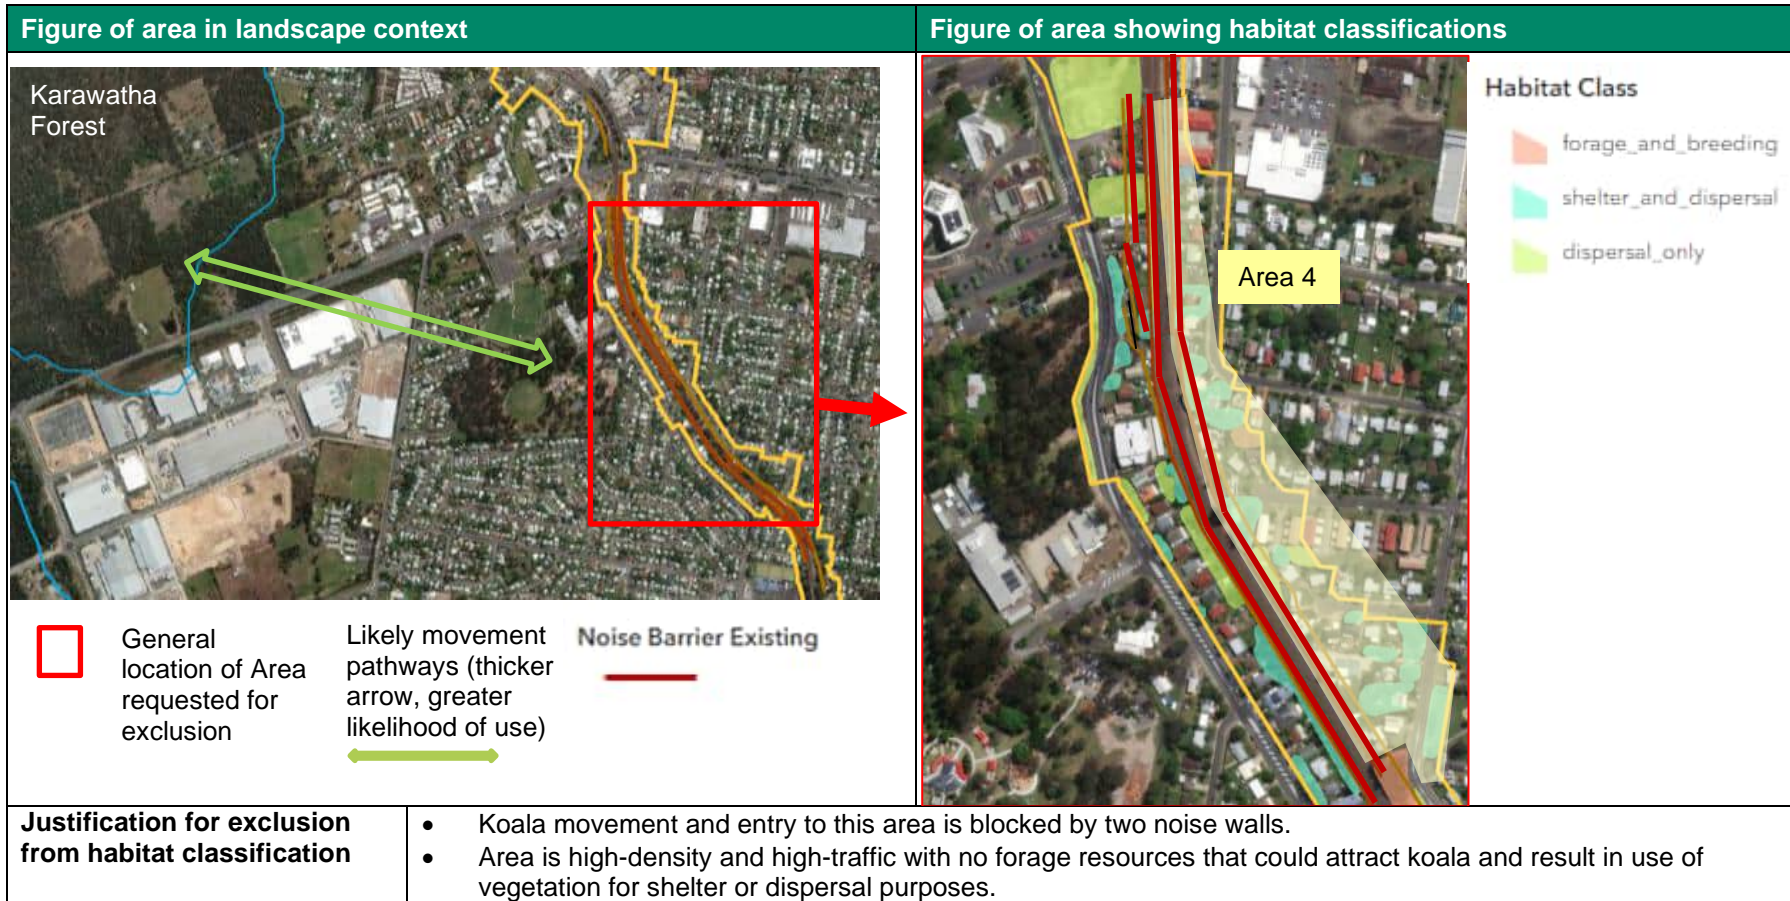 Figure of area in landscape context
Figure of area showing habitat classifications
Karawatha
Forest
Area 4
Habitat Class
forage_and_breeding
shelter_and_dispersal
dispersal_only
General
location of Area
requested for
exclusion
Likely movement
pathways (thicker
arrow, greater
likelihood of use)
Noise Barrier Existing
Justification for exclusion
from habitat classification
• Koala movement and entry to this area is blocked by two noise walls.
• Area is high-density and high-traffic with no forage resources that could attract koala and result in use of
vegetation for shelter or dispersal purposes.